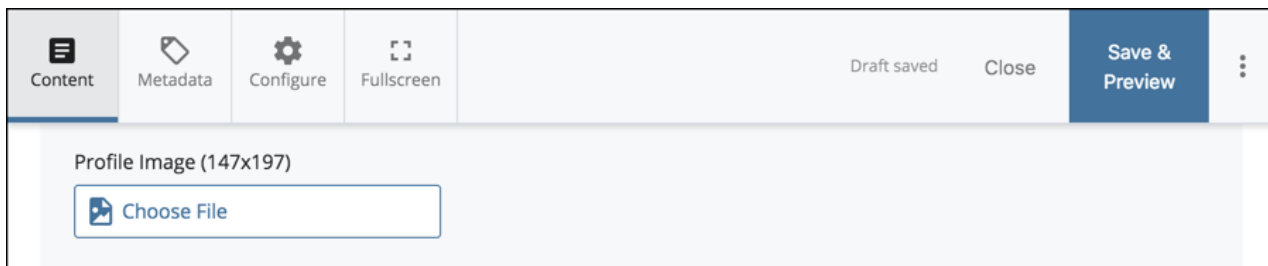 Content
Metadata
Configure
Fullscreen
Draft saved
Close
Save &
Preview
Profile Image (147x197)
Choose File